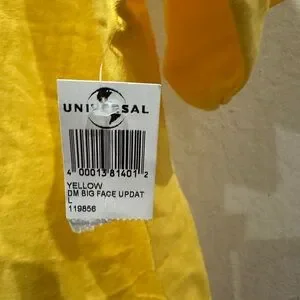 UNIVERSAL
4 00013 81401 2
YELLOW
DM BIG FACE UPDAT
L
119856